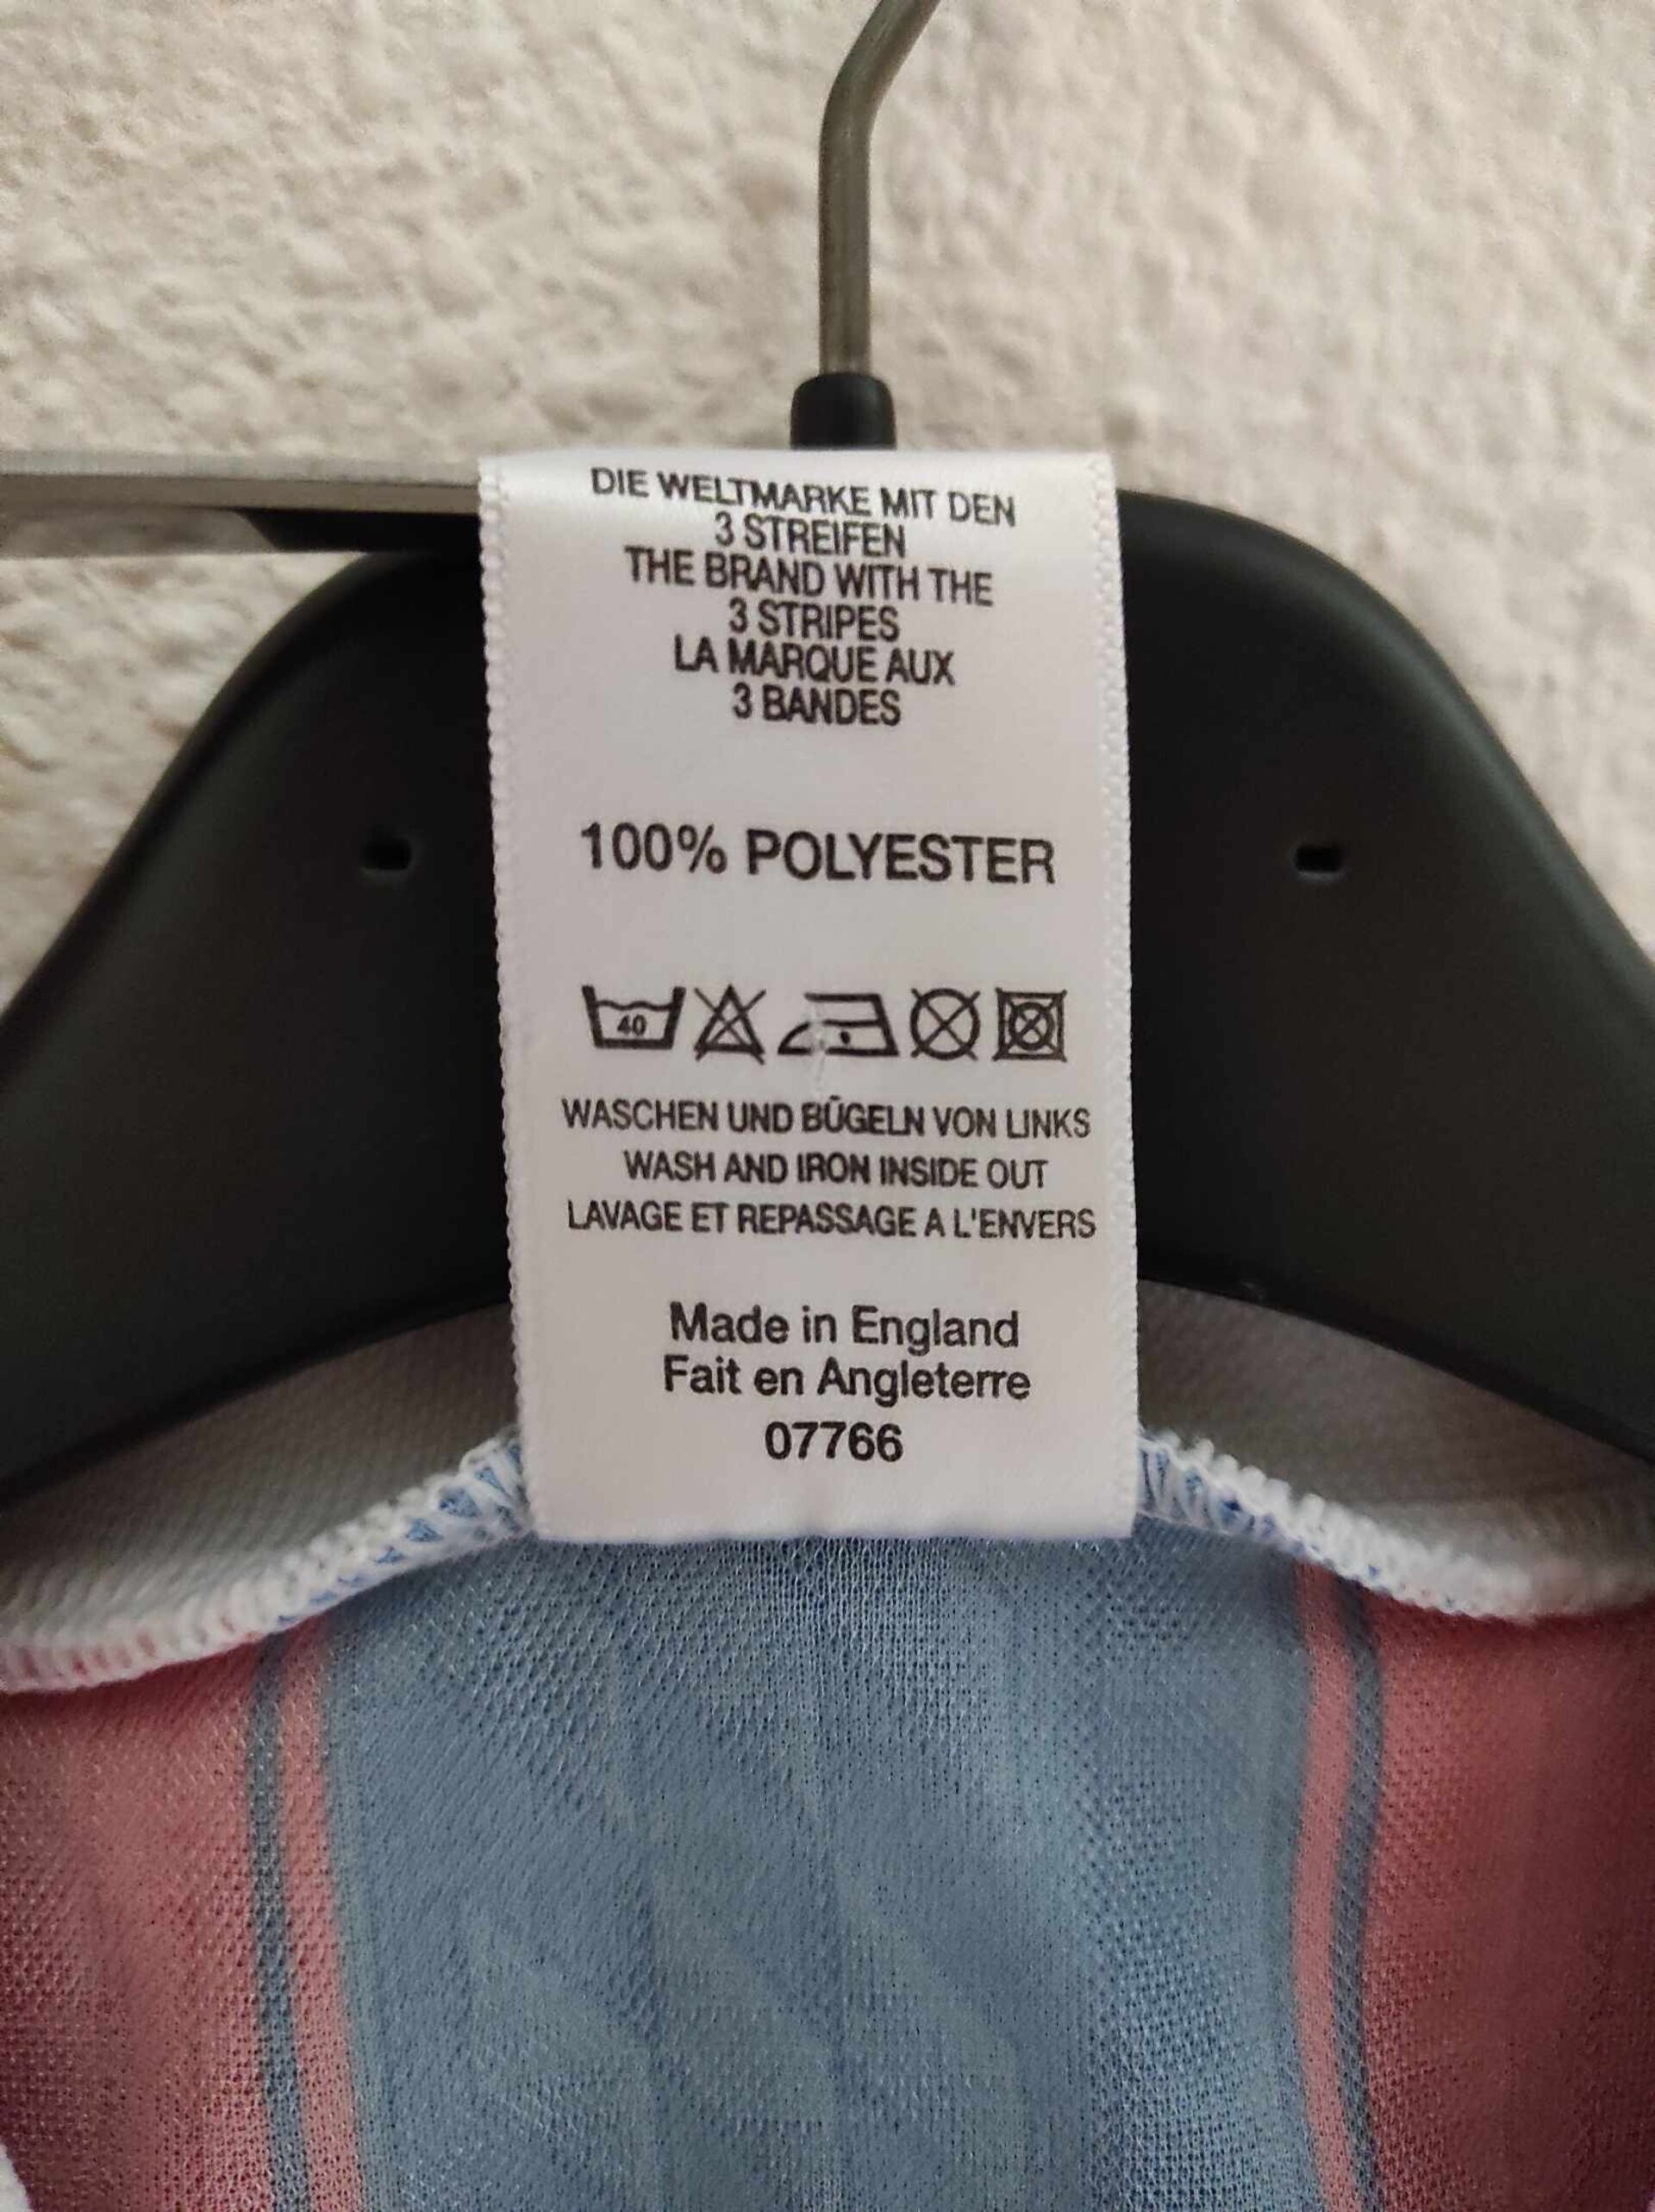 DIE WELTMARKE MIT DEN
3 STREIFEN
THE BRAND WITH THE
3 STRIPES
LA MARQUE AUX
3 BANDES
100% POLYESTER
40
WASCHEN UND BÜGELN VON LINKS
WASH AND IRON INSIDE OUT
LAVAGE ET REPASSAGE A L'ENVERS
Made in England
Fait en Angleterre
07766